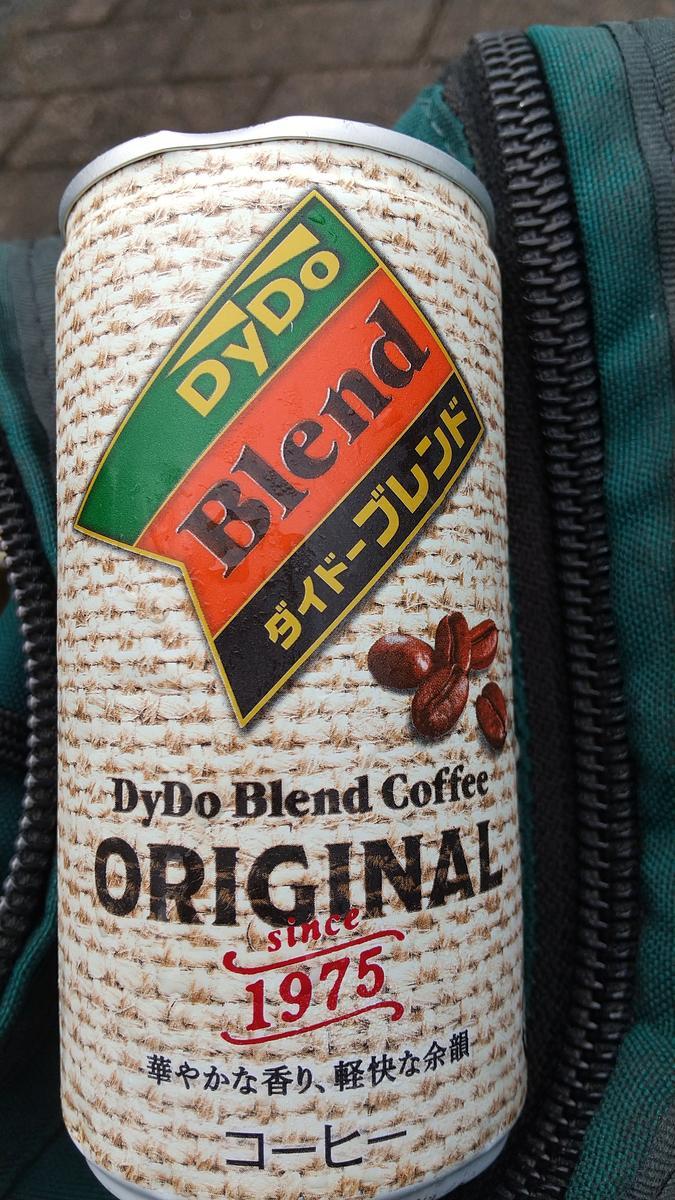 DyDo
Blend
ダイドーブレンド
DyDo Blend Coffee
ORIGINAL
since
1975
華やかな香り、軽快な余韻
コーヒー